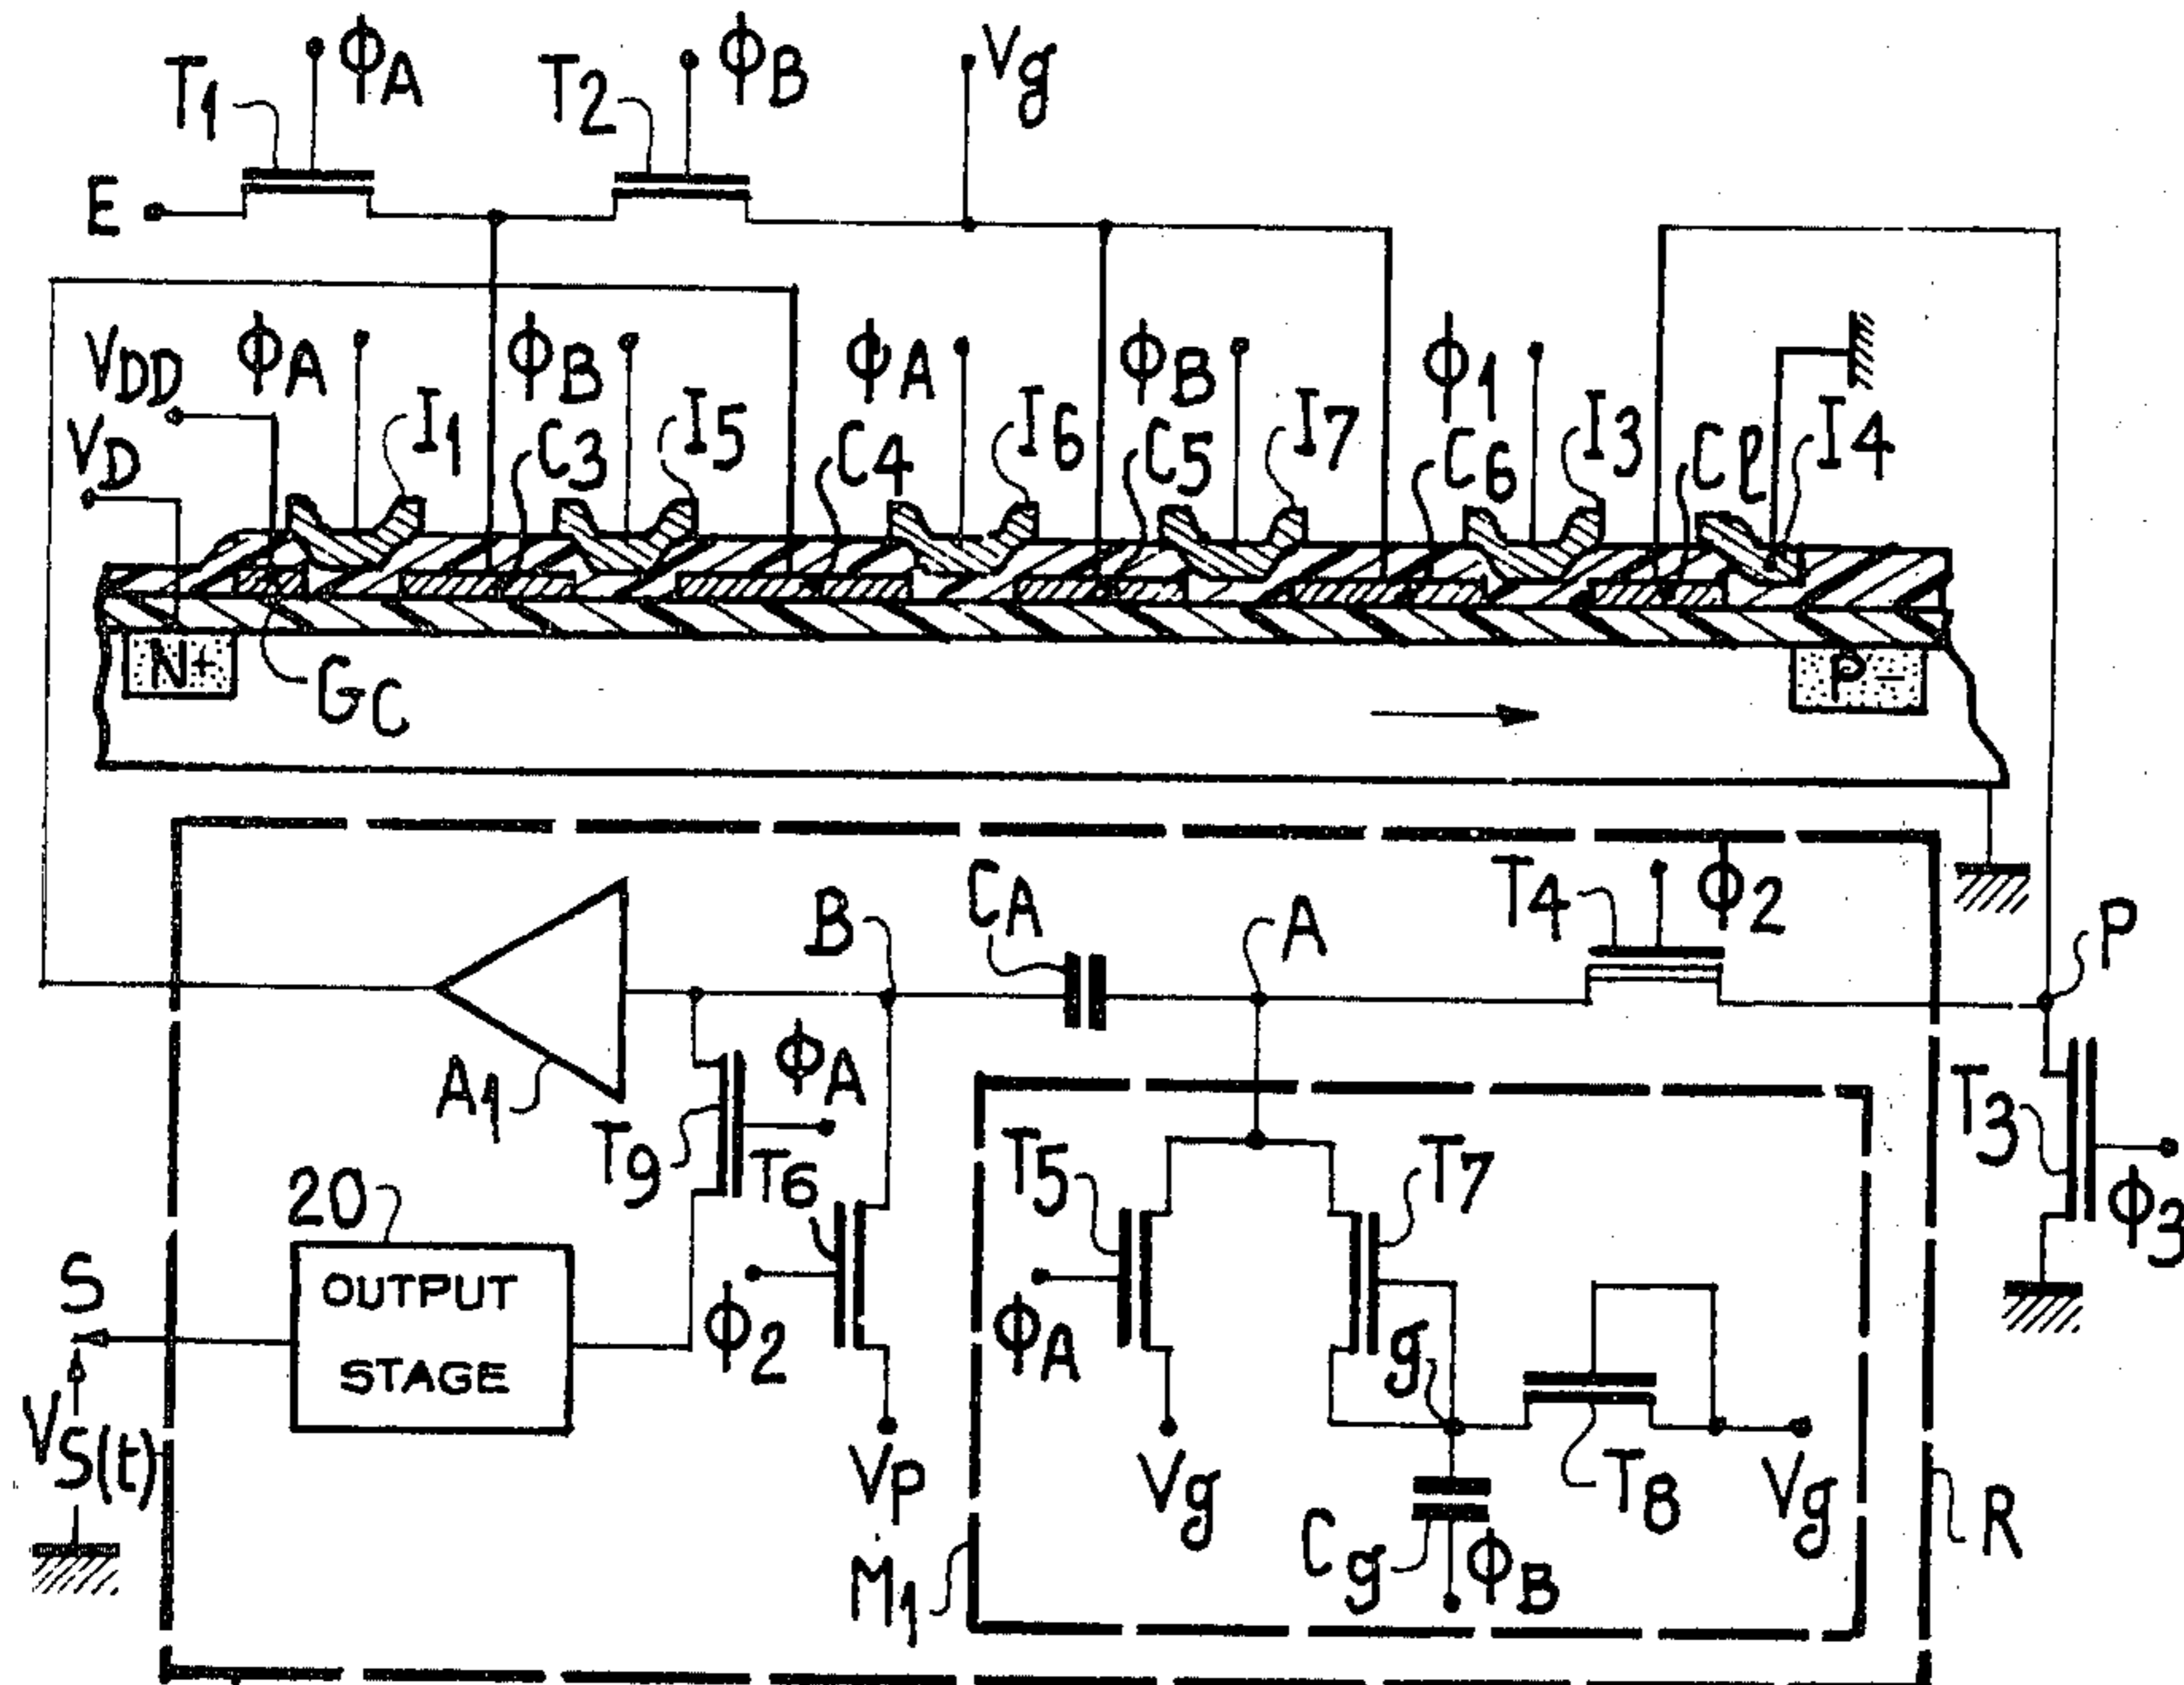 T1 ϕA T2 ϕB Vg
E
VDD ϕA ϕB ϕA ϕB ϕ1
VD I1 C3 I5 C4 I6 C5 I7 C6 I3 Cℓ I4
N+ GC P-
B CA A T4 ϕ2 P
A1 T9 ϕA T6 T5 T7 T3 ϕ3
20
OUTPUT
STAGE
S
VS(t)
ϕ2 ϕA g
VP Vg T8 Vg
M1 Cg ϕB R